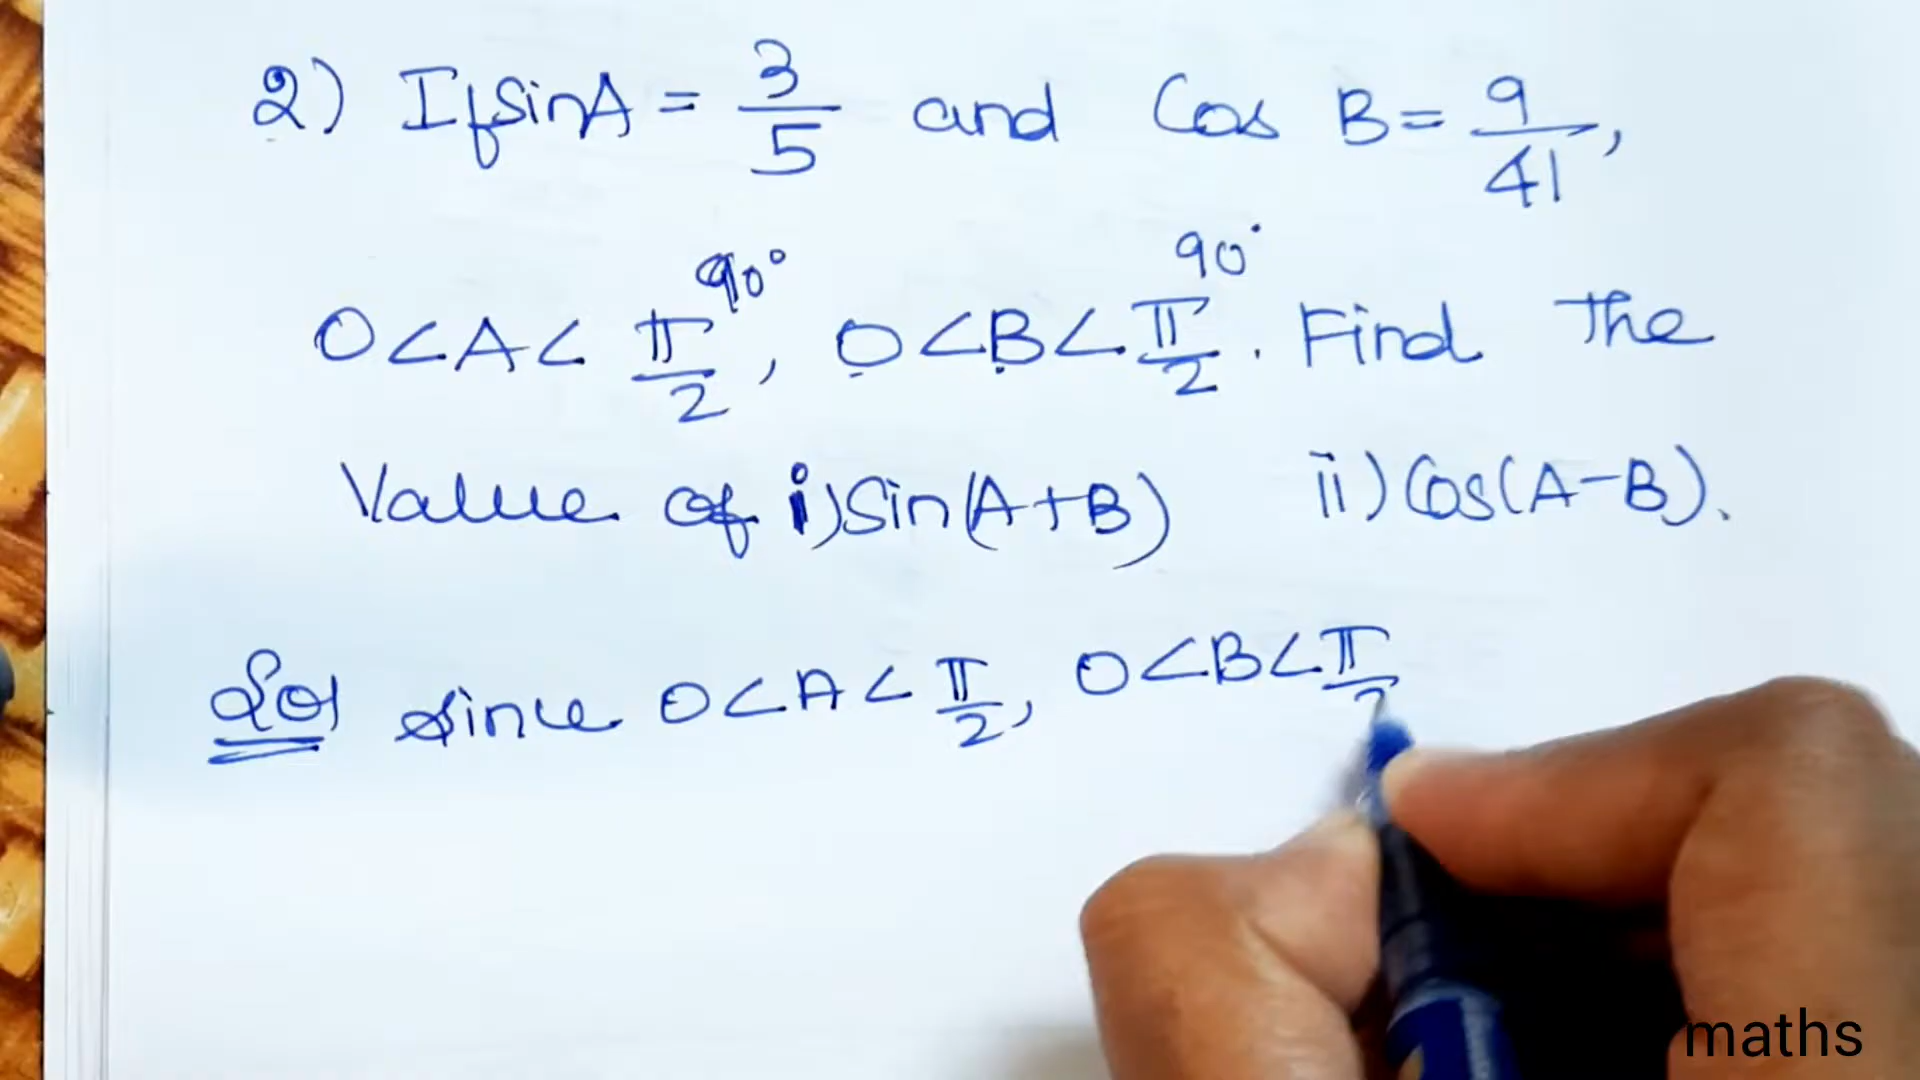 2) If sin A = 3/5 and Cos B = 9/41,
90° 90°
0 < A < π/2, 0 < B < π/2. Find the
Value of i) Sin(A+B) ii) Cos(A-B).
Sol since 0 < A < π/2, 0 < B < π/2
maths